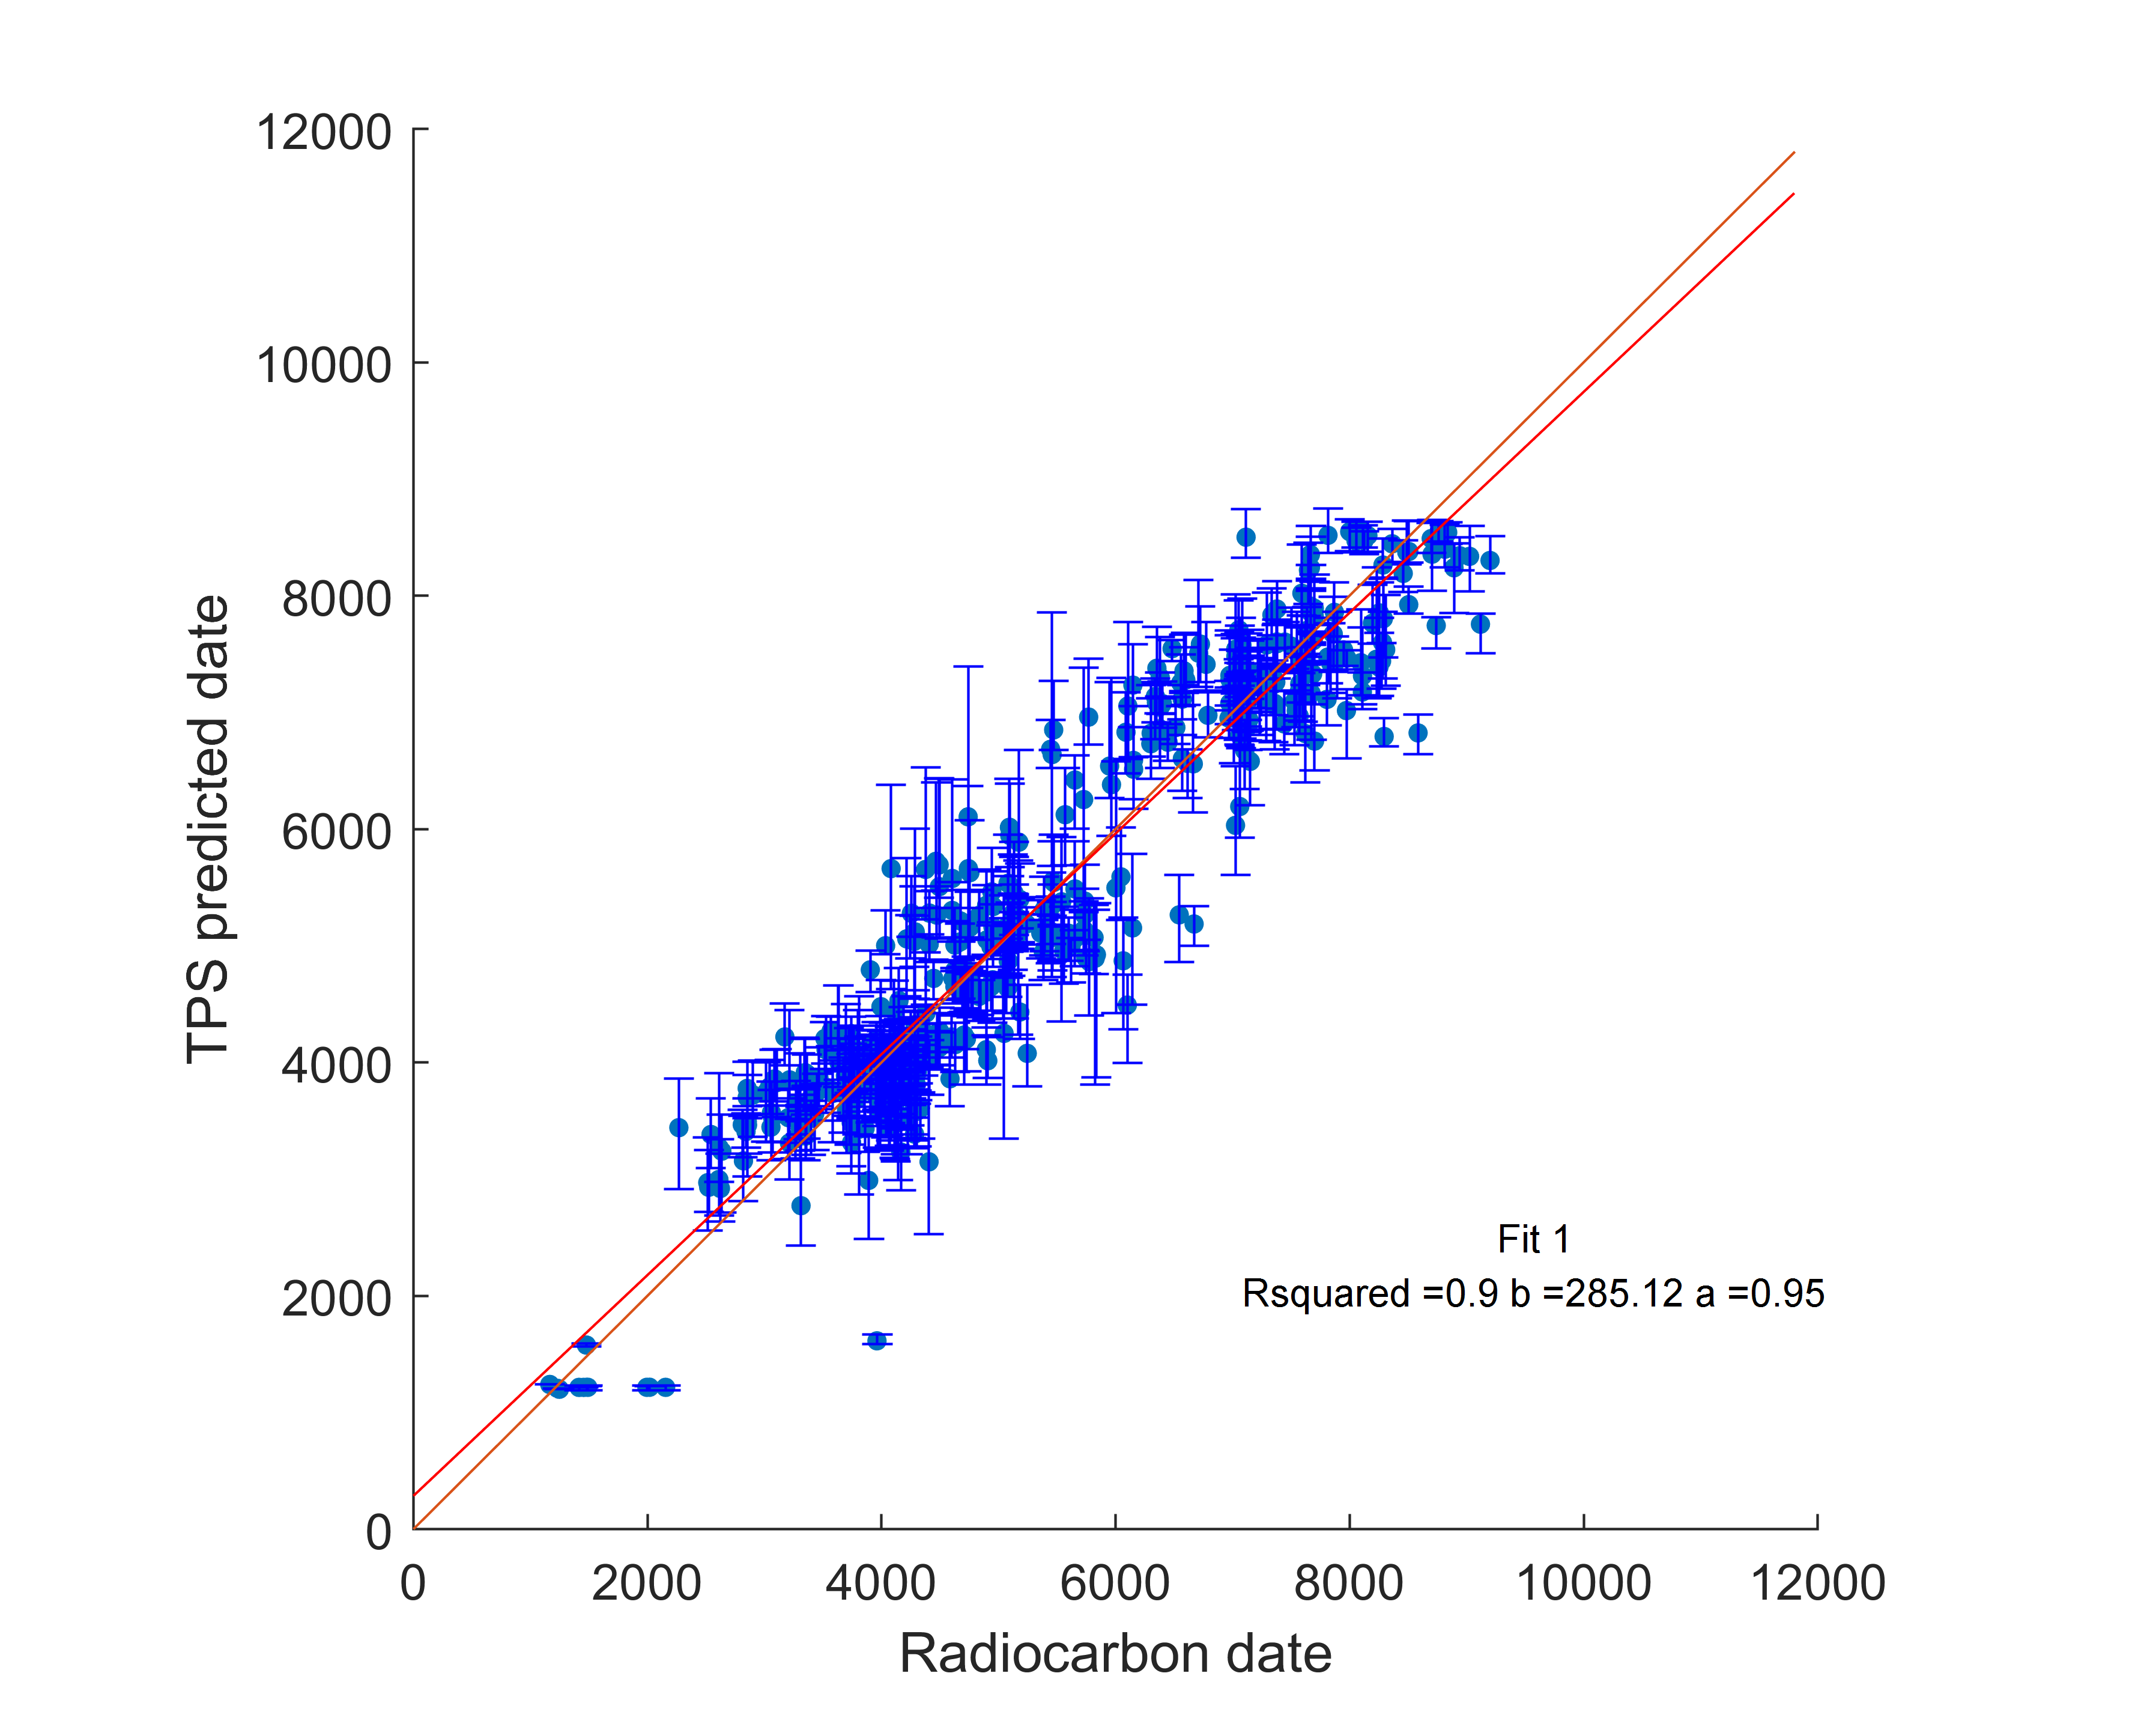 12000
10000
8000
6000
4000
2000
0
TPS predicted date
Fit 1
Rsquared =0.9 b =285.12 a =0.95
0 2000 4000 6000 8000 10000 12000
Radiocarbon date